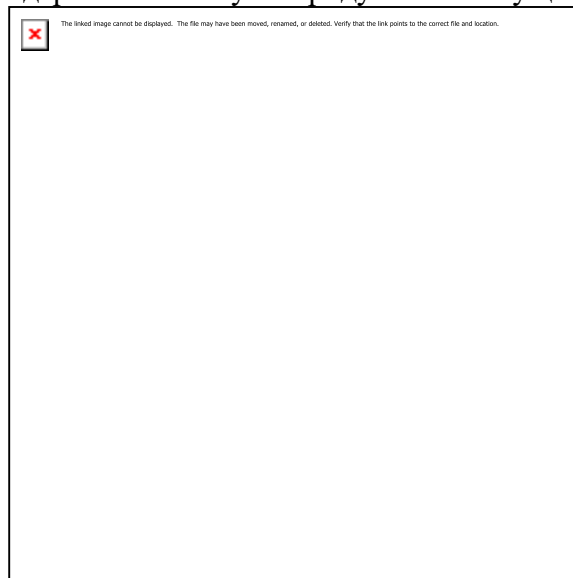 The linked image cannot be displayed. The file may have been moved, renamed, or deleted. Verify that the link points to the correct file and location.